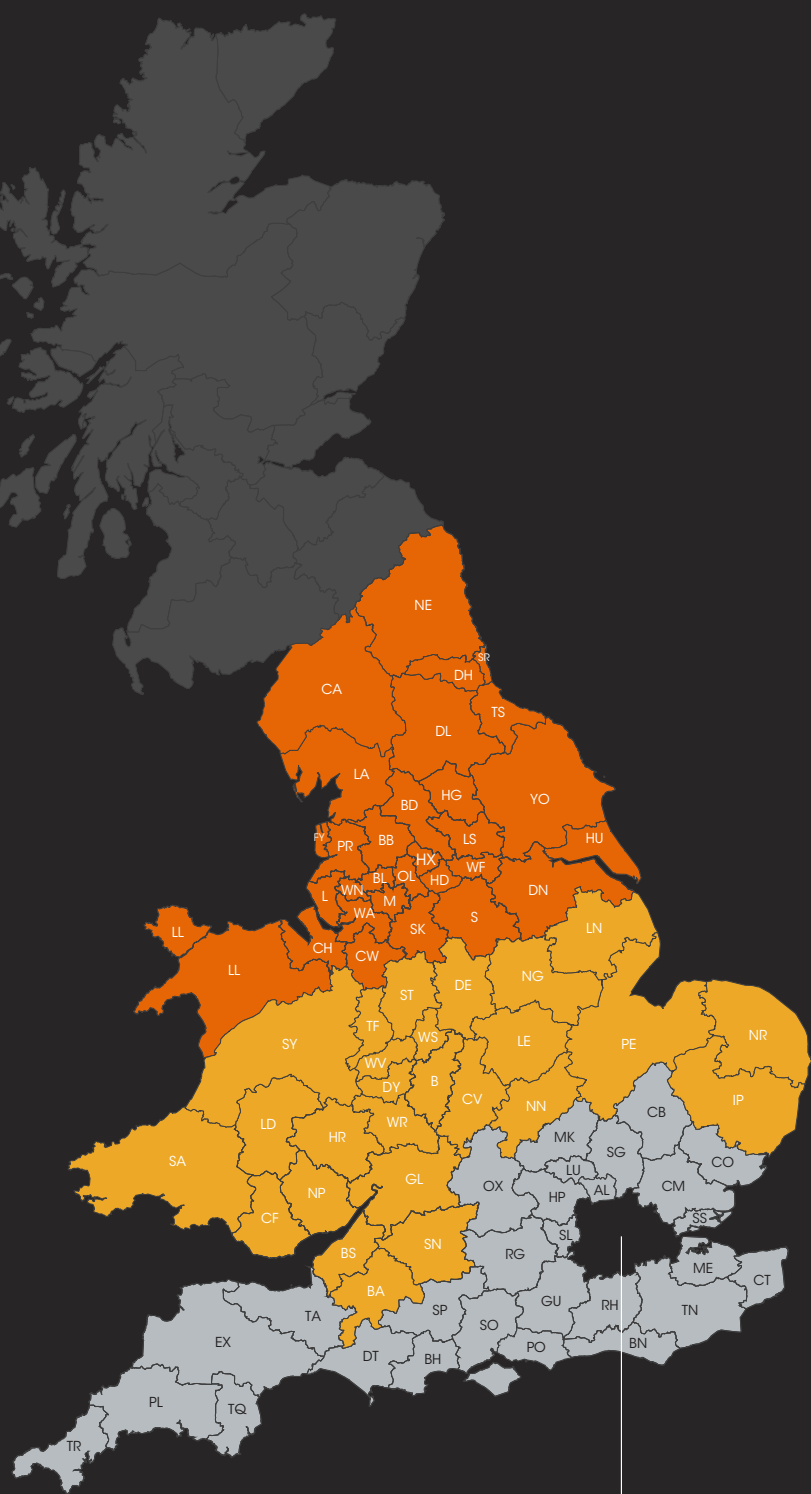 NE
SR
DH
CA
TS
DL
LA
HG
YO
BD
FY
PR
BB
LS
HU
HX
WF
BL
OL
HD
WN
L
M
DN
WA
S
SK
LL
LN
CH
CW
LL
NG
DE
ST
TF
WS
LE
PE
NR
SY
WV
B
DY
CV
NN
IP
CB
LD
WR
HR
MK
SG
SA
LU
CO
GL
OX
HP
AL
CM
NP
CF
SS
SL
BS
SN
RG
ME
CT
BA
GU
RH
TN
TA
SP
SO
EX
PO
BN
DT
BH
PL
TQ
TR